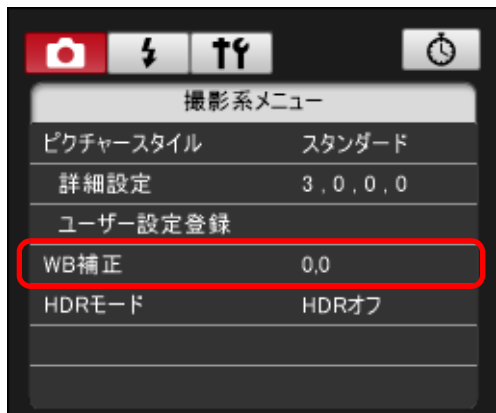 撮影系メニュー
ピクチャースタイル スタンダード
詳細設定 3,0,0,0
ユーザー設定登録
WB補正 0,0
HDRモード HDRオフ